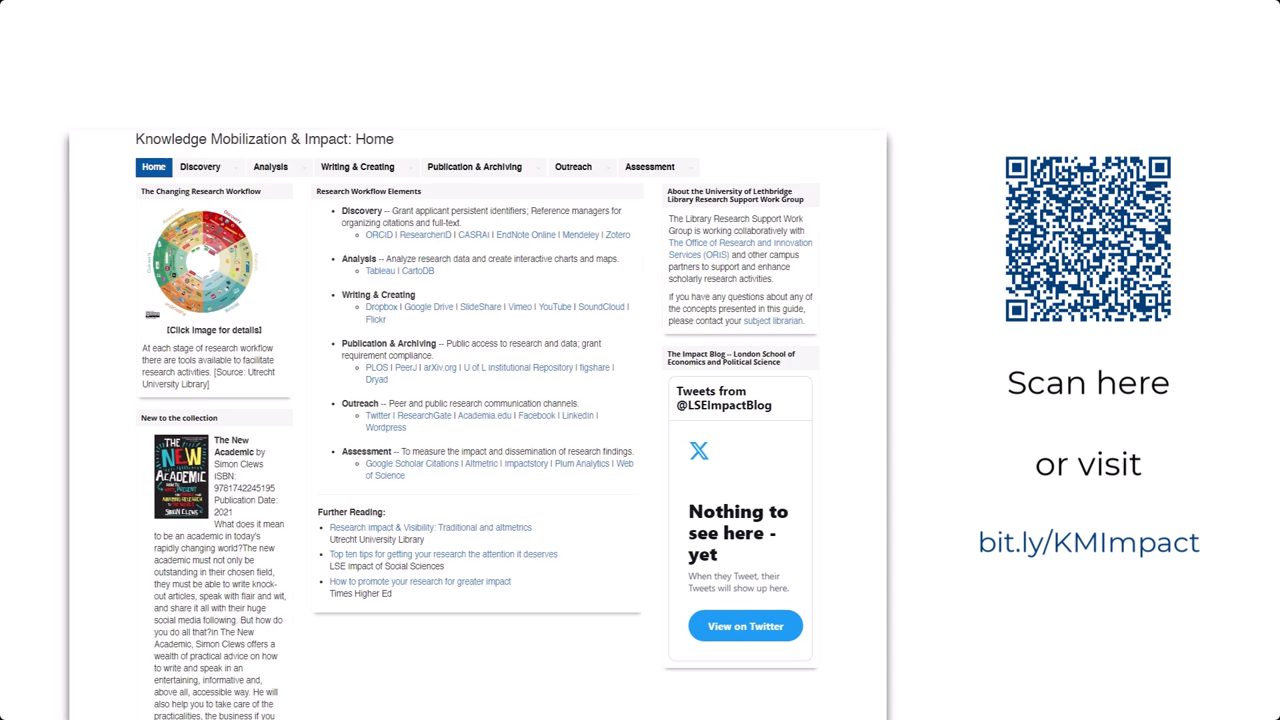 Knowledge Mobilization & Impact: Home
Home
Discovery
Analysis
Writing & Creating
Publication & Archiving
Outreach
Assessment
The Changing Research Workflow
[Click image for details]
At each stage of research workflow
there are tools available to facilitate
research activities. [Source: Utrecht
University Library]
New to the collection
THE
NEW
ACADEMIC
SIMON CLEWS
The New
Academic by
Simon Clews
ISBN:
9781742245195
Publication Date:
2021
What does it mean
to be an academic in today's
rapidly changing world?The new
academic must not only be
outstanding in their chosen field,
they must be able to write knock-
out articles, speak with flair and wit,
and share it all with their huge
social media following. But how do
you do all that?In The New
Academic, Simon Clews offers a
wealth of practical advice on how
to write and speak in an
entertaining, informative and,
above all, accessible way. He will
also help you to take care of the
practicalities, the business if you
Research Workflow Elements
Discovery -- Grant applicant persistent identifiers; Reference managers for
organizing citations and full-text.
ORCID I ResearcherID I CASRAI I EndNote Online I Mendeley I Zotero
Analysis -- Analyze research data and create interactive charts and maps.
Tableau I CartoDB
Writing & Creating
Dropbox I Google Drive I SlideShare I Vimeo I YouTube I SoundCloud I
Flickr
Publication & Archiving -- Public access to research and data; grant
requirement compliance.
PLOS I PeerJ I arXiv.org I U of L Institutional Repository I figshare I
Dryad
Outreach -- Peer and public research communication channels.
Twitter I ResearchGate I Academia.edu I Facebook I LinkedIn I
Wordpress
Assessment -- To measure the impact and dissemination of research findings.
Google Scholar Citations I Altmetric I Impactstory I Plum Analytics I Web
of Science
Further Reading:
Research Impact & Visibility: Traditional and altmetrics
Utrecht University Library
Top ten tips for getting your research the attention it deserves
LSE Impact of Social Sciences
How to promote your research for greater impact
Times Higher Ed
About the University of Lethbridge
Library Research Support Work Group
The Library Research Support Work
Group is working collaboratively with
The Office of Research and Innovation
Services (ORIS) and other campus
partners to support and enhance
scholarly research activities.
If you have any questions about any of
the concepts presented in this guide,
please contact your subject librarian.
The Impact Blog -- London School of
Economics and Political Science
Tweets from
@LSEImpactBlog
Nothing to
see here -
yet
When they Tweet, their
Tweets will show up here.
View on Twitter
Scan here
or visit
bit.ly/KMImpact